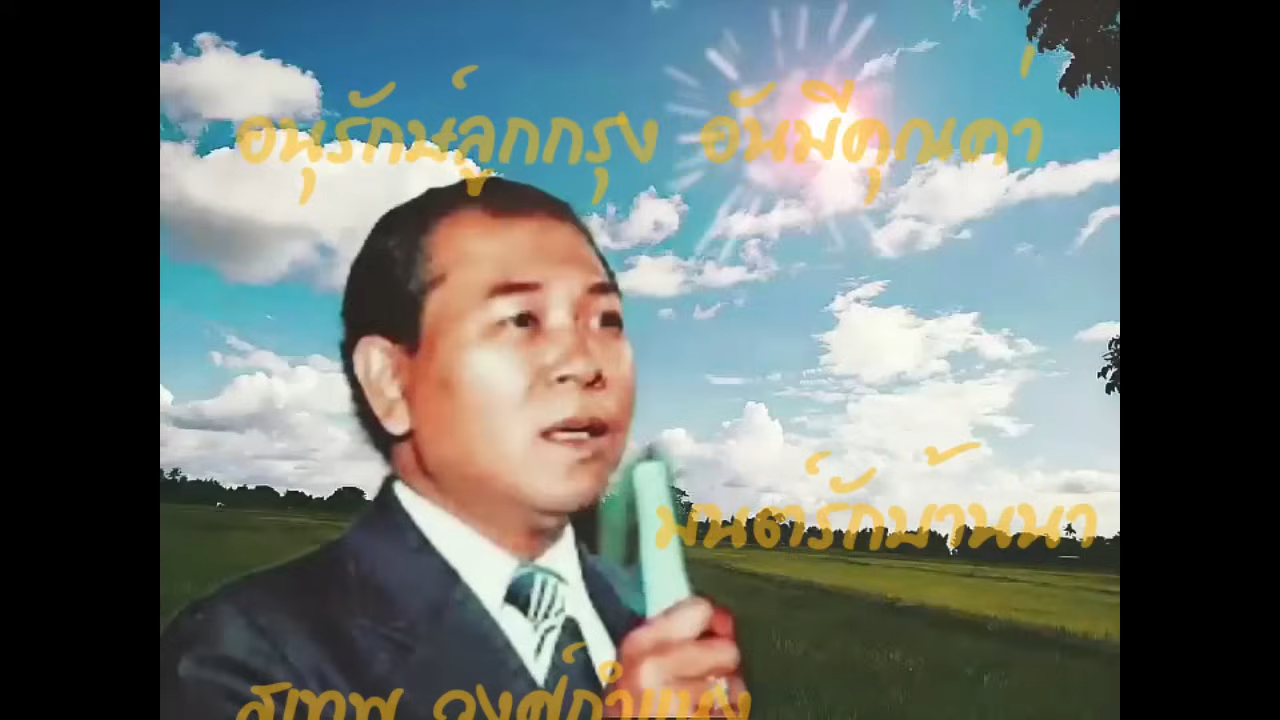 อนุรักษ์ลูกกรุง อันมีคุณค่า
มนต์รักบ้านนา
สุเทพ วงศ์กำแหง